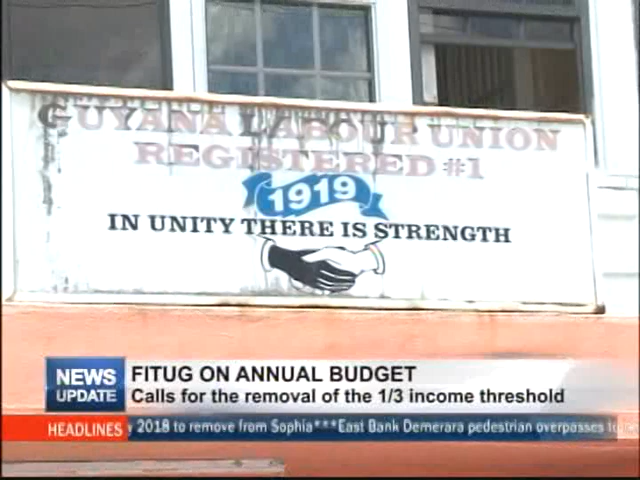 GUYANA LABOUR UNION
REGISTERED #1
1919
IN UNITY THERE IS STRENGTH
NEWS UPDATE
FITUG ON ANNUAL BUDGET
Calls for the removal of the 1/3 income threshold
HEADLINES
2018 to remove from Sophia***East Bank Demerara pedestrian overpasses